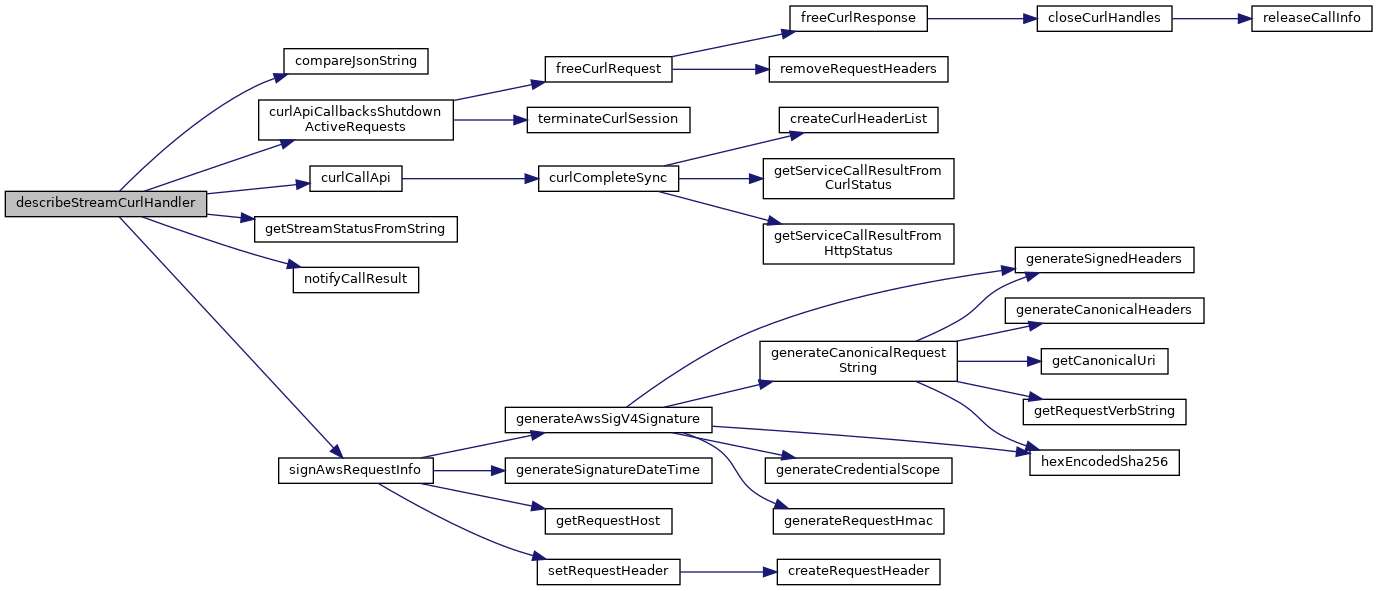 freeCurlResponse
closeCurlHandles
releaseCallInfo
compareJsonString
freeCurlRequest
removeRequestHeaders
curlApiCallbacksShutdown
ActiveRequests
terminateCurlSession
createCurlHeaderList
curlCallApi
curlCompleteSync
getServiceCallResultFrom
CurlStatus
describeStreamCurlHandler
getStreamStatusFromString
getServiceCallResultFrom
HttpStatus
notifyCallResult
generateSignedHeaders
generateCanonicalHeaders
generateCanonicalRequest
String
getCanonicalUri
getRequestVerbString
generateAwsSigV4Signature
hexEncodedSha256
signAwsRequestInfo
generateSignatureDateTime
generateCredentialScope
getRequestHost
generateRequestHmac
setRequestHeader
createRequestHeader